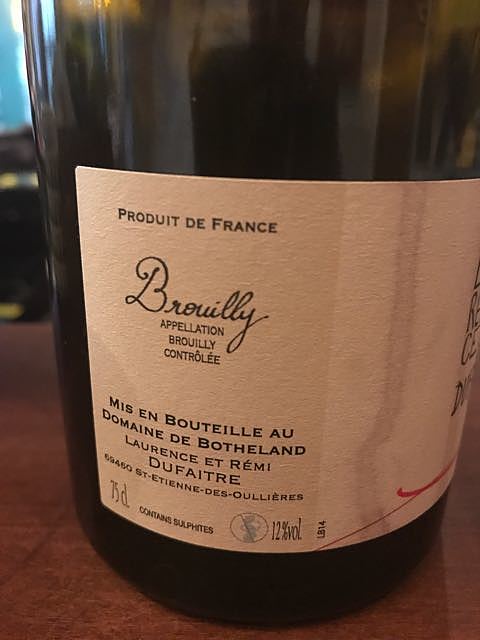 PRODUIT DE FRANCE
Brouilly
APPELLATION
BROUILLY
CONTRÔLÉE
MIS EN BOUTEILLE AU
DOMAINE DE BOTHELAND
LAURENCE ET RÉMI
DUFAITRE
69460 ST-ETIENNE-DES-OULLIÈRES
75 cl
CONTAINS SULPHITES
12%vol.
LB14